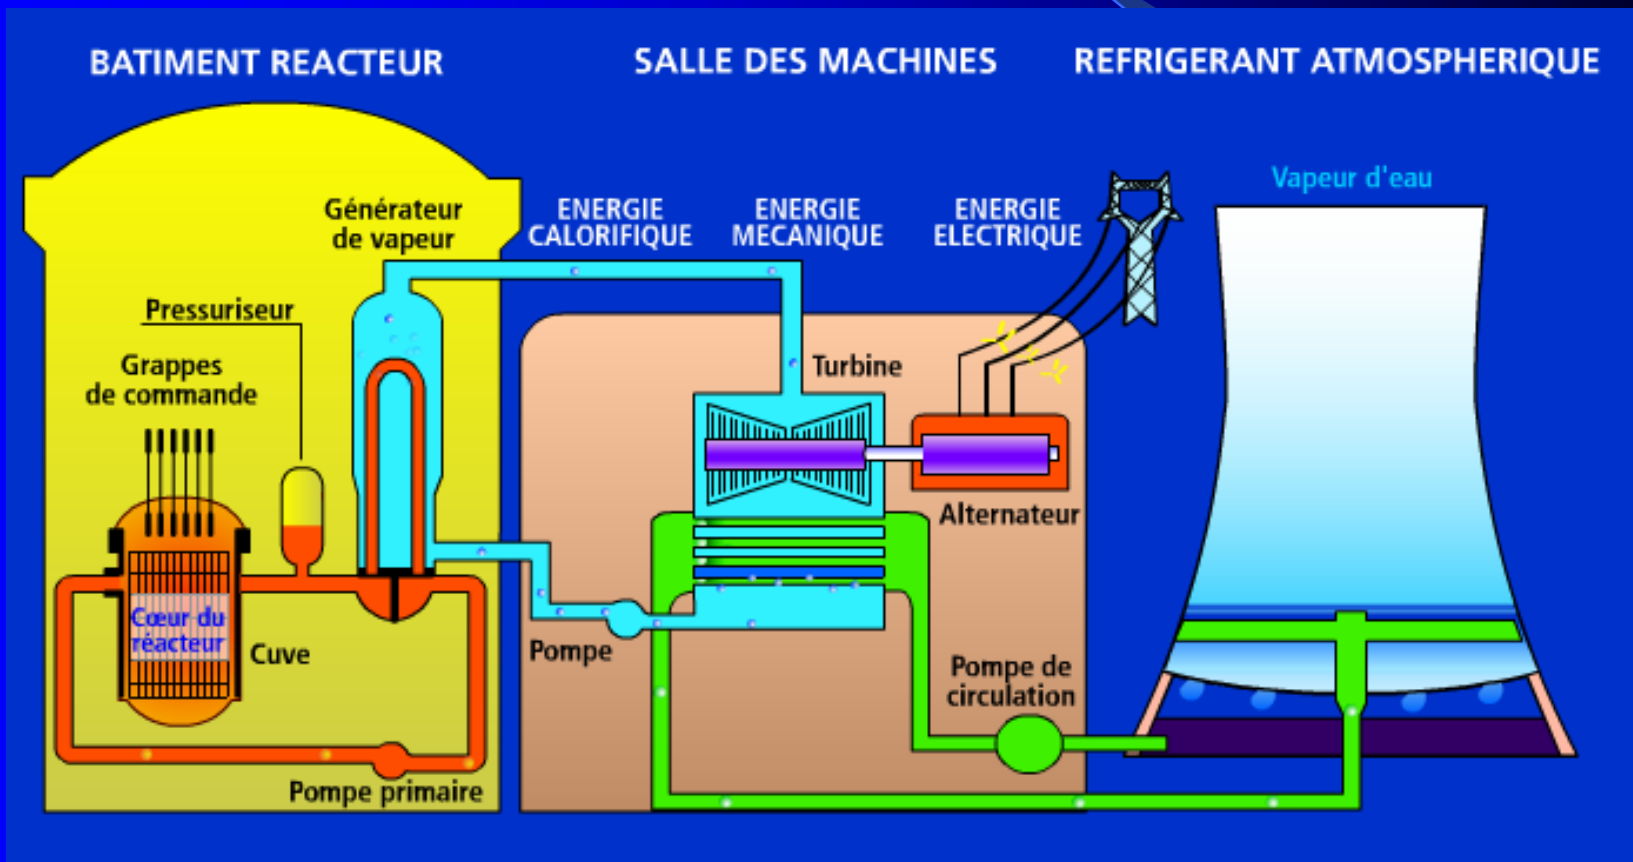 BATIMENT REACTEUR
SALLE DES MACHINES
REFRIGERANT ATMOSPHERIQUE
Vapeur d'eau
Générateur
de vapeur
ENERGIE
CALORIFIQUE
ENERGIE
MECANIQUE
ENERGIE
ELECTRIQUE
Pressuriseur
Grappes
de commande
Turbine
Alternateur
Cœur du
réacteur
Cuve
Pompe
Pompe de
circulation
Pompe primaire